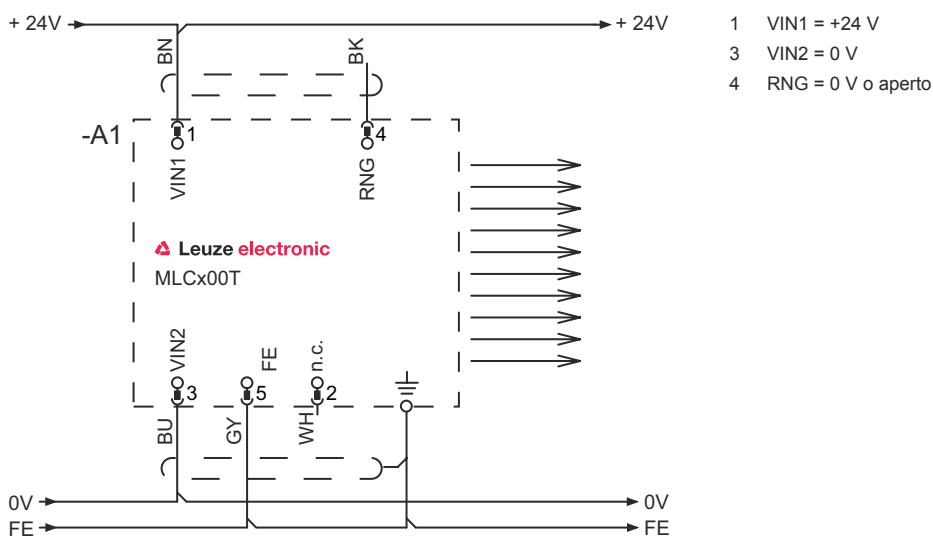 + 24V
+ 24V
1 VIN1 = +24 V
3 VIN2 = 0 V
4 RNG = 0 V o aperto
BN
BK
-A1
1
4
VIN1
RNG
Leuze electronic
MLCx00T
VIN2
FE
n.c.
3
5
2
BU
GY
WH
0V
0V
FE
FE